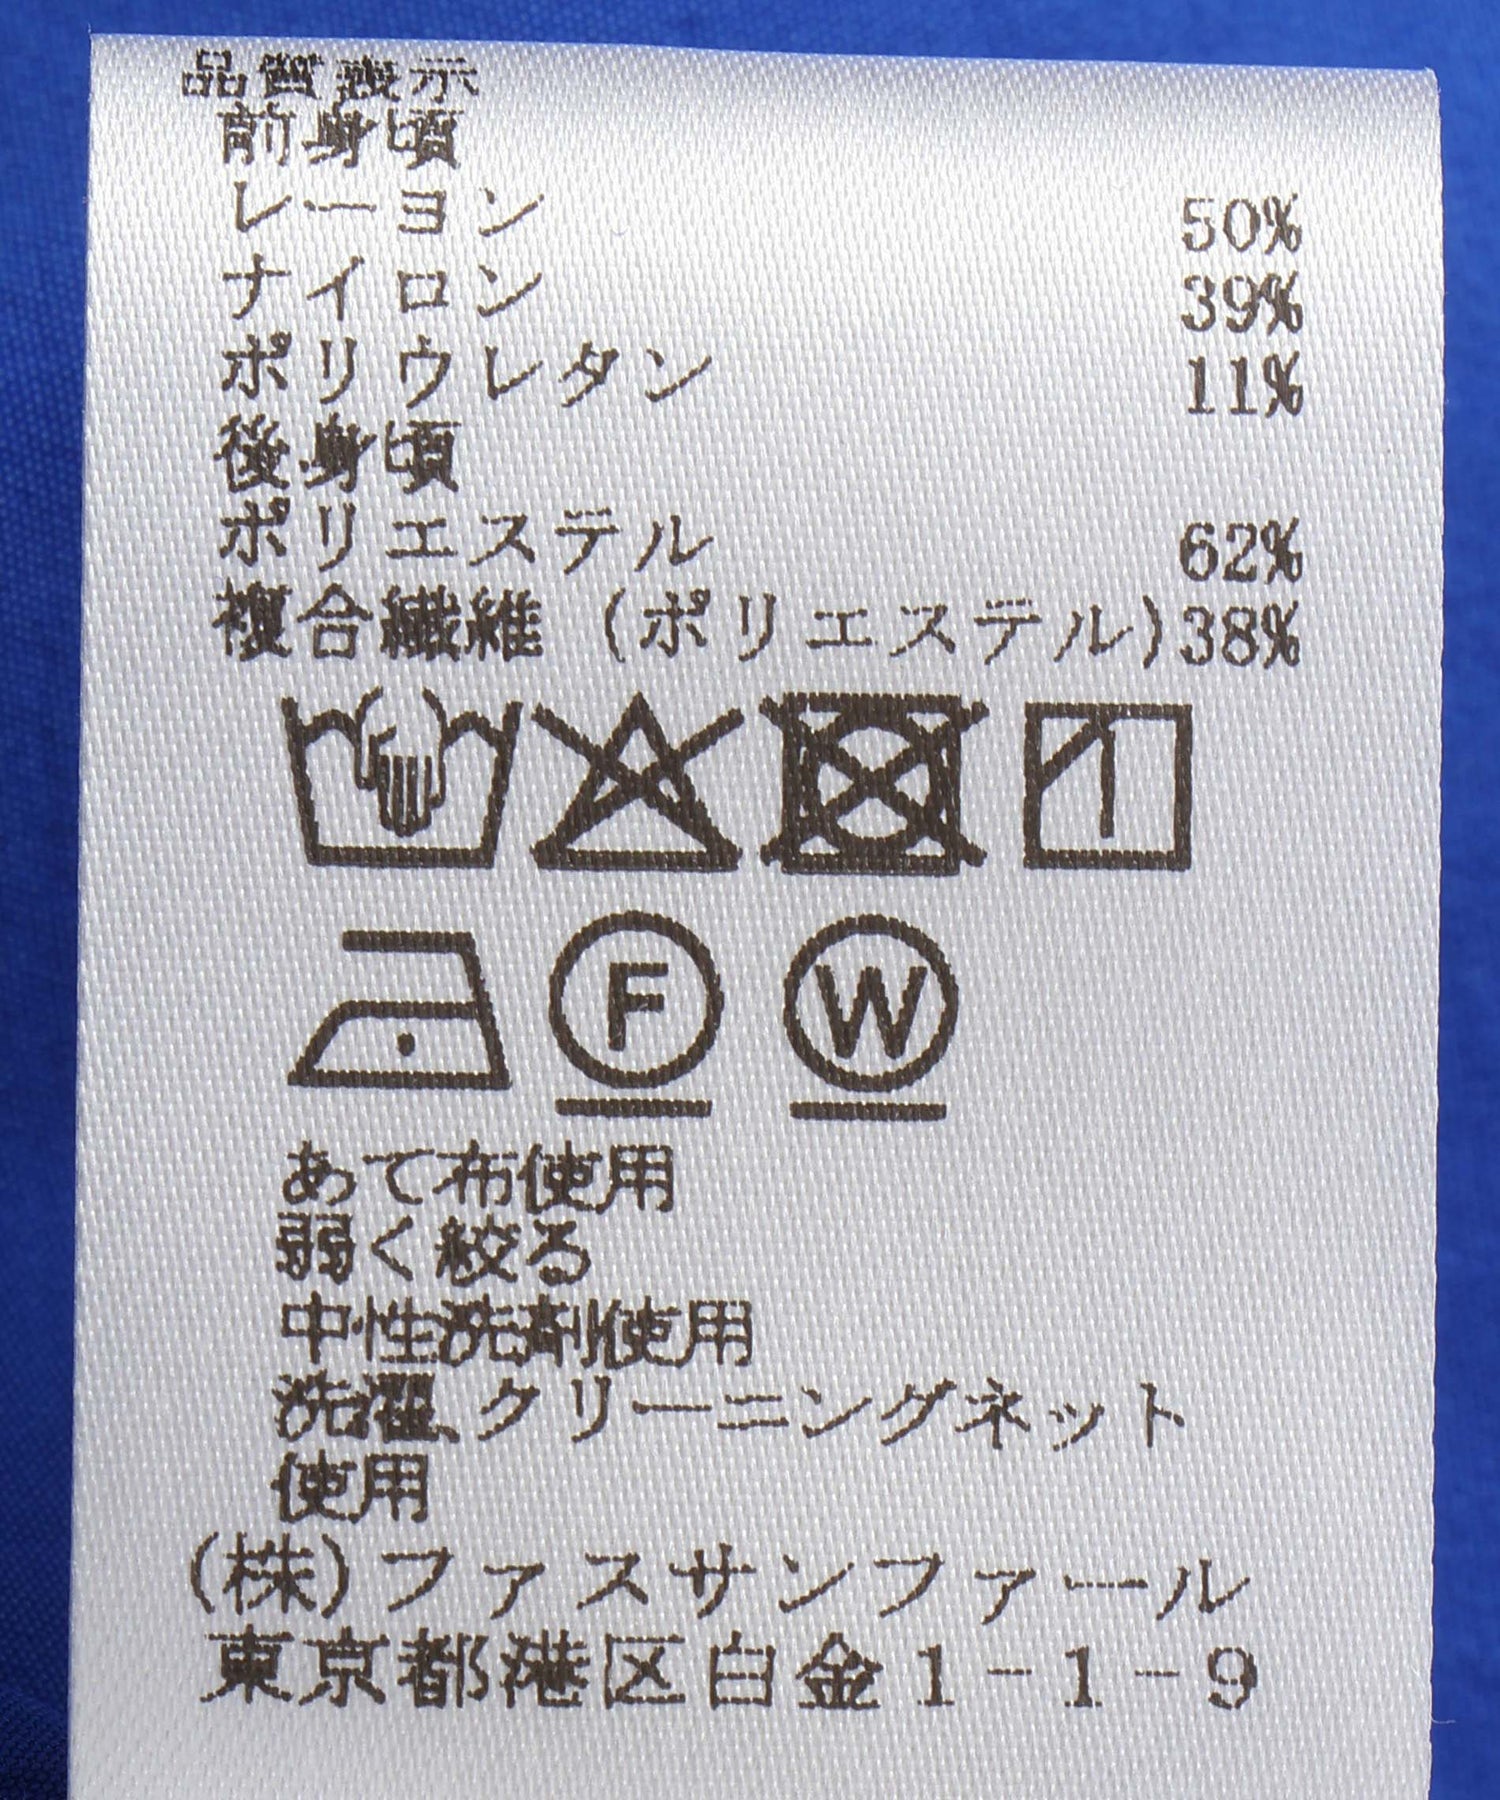 品質表示
前身頃
レーヨン 50%
ナイロン 39%
ポリウレタン 11%
後身頃
ポリエステル 62%
複合繊維(ポリエステル)38%
F W
あて布使用
弱く絞る
中性洗剤使用
洗濯、クリーニングネット
使用
(株)ファスサンファール
東京都港区白金1-1-9